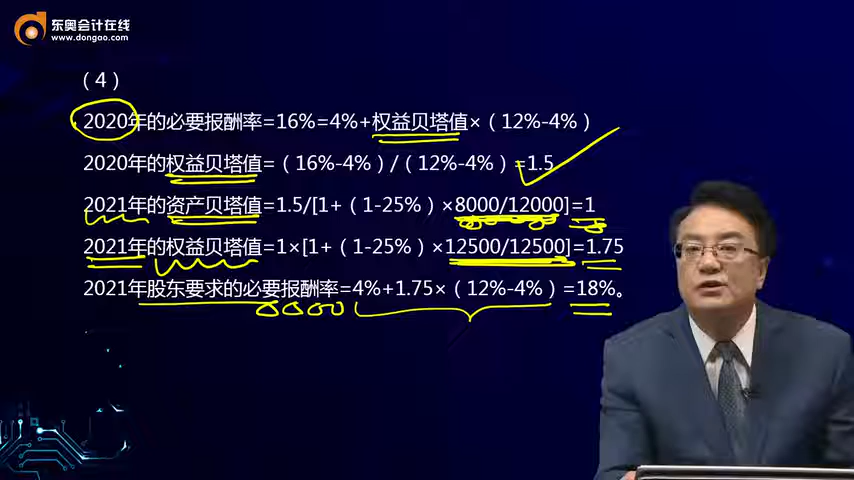 东奥会计在线
www.dongao.com
（4）
2020年的必要报酬率=16%=4%+权益贝塔值×（12%-4%）
2020年的权益贝塔值=（16%-4%）/（12%-4%）=1.5
2021年的资产贝塔值=1.5/[1+（1-25%）×8000/12000]=1
2021年的权益贝塔值=1×[1+（1-25%）×12500/12500]=1.75
2021年股东要求的必要报酬率=4%+1.75×（12%-4%）=18%。